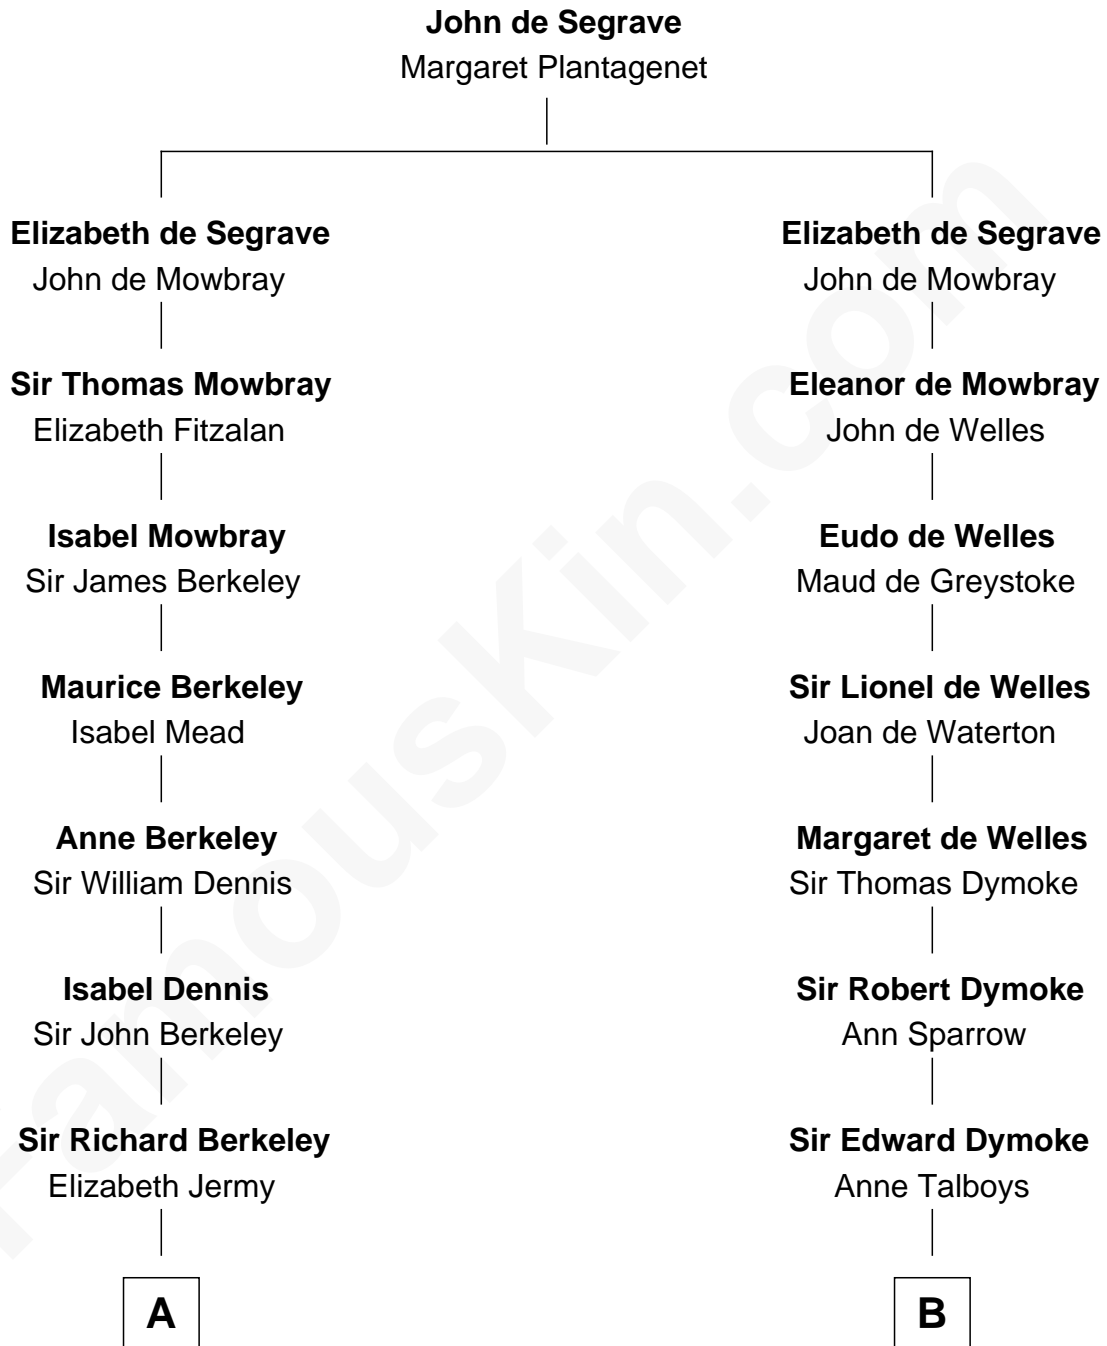 John de Segrave
Margaret Plantagenet
Elizabeth de Segrave
John de Mowbray
Elizabeth de Segrave
John de Mowbray
Sir Thomas Mowbray
Elizabeth Fitzalan
Eleanor de Mowbray
John de Welles
Isabel Mowbray
Sir James Berkeley
Eudo de Welles
Maud de Greystoke
Maurice Berkeley
Isabel Mead
Sir Lionel de Welles
Joan de Waterton
Anne Berkeley
Sir William Dennis
Margaret de Welles
Sir Thomas Dymoke
Isabel Dennis
Sir John Berkeley
Sir Robert Dymoke
Ann Sparrow
Sir Richard Berkeley
Elizabeth Jermy
Sir Edward Dymoke
Anne Talboys
A
B
FamousKin.com